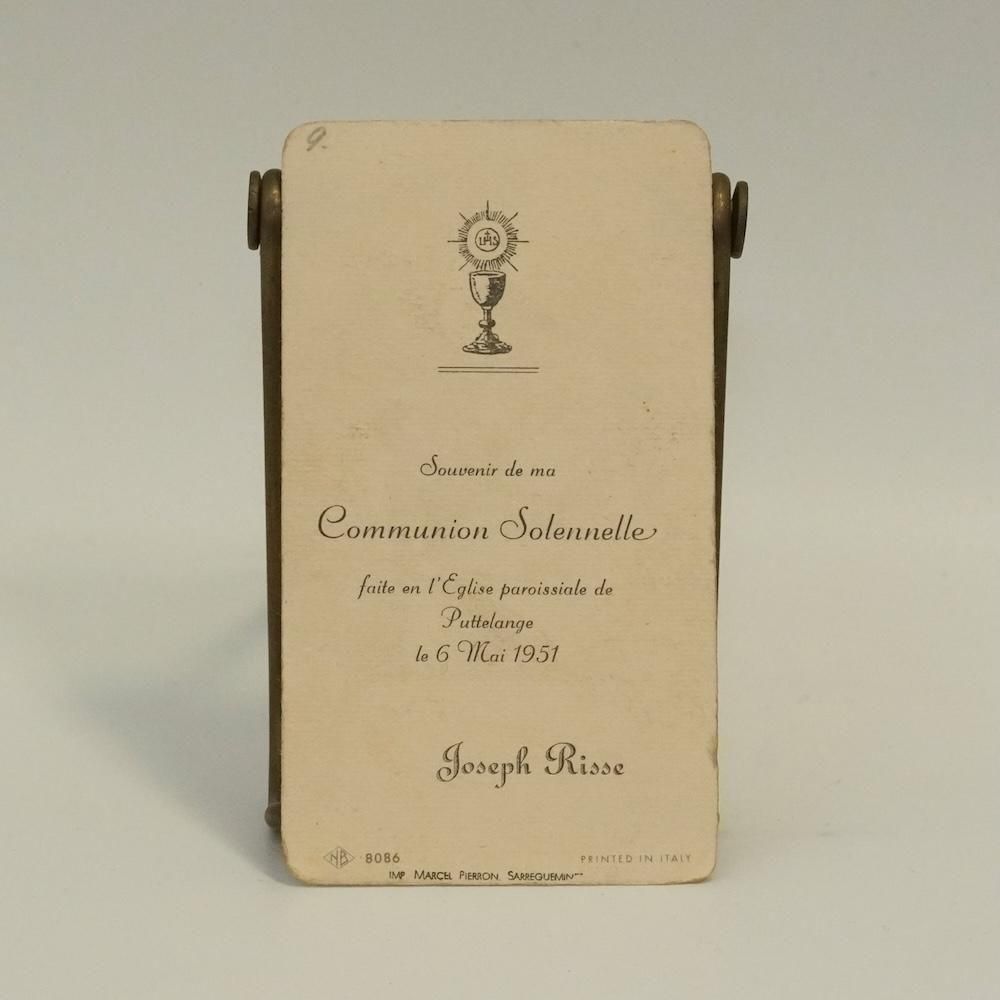 9.
IHS
Souvenir de ma
Communion Solennelle
faite en l'Eglise paroissiale de
Puttelange
le 6 Mai 1951
Joseph Risse
NB 8086
PRINTED IN ITALY
IMP MARCEL PIERRON